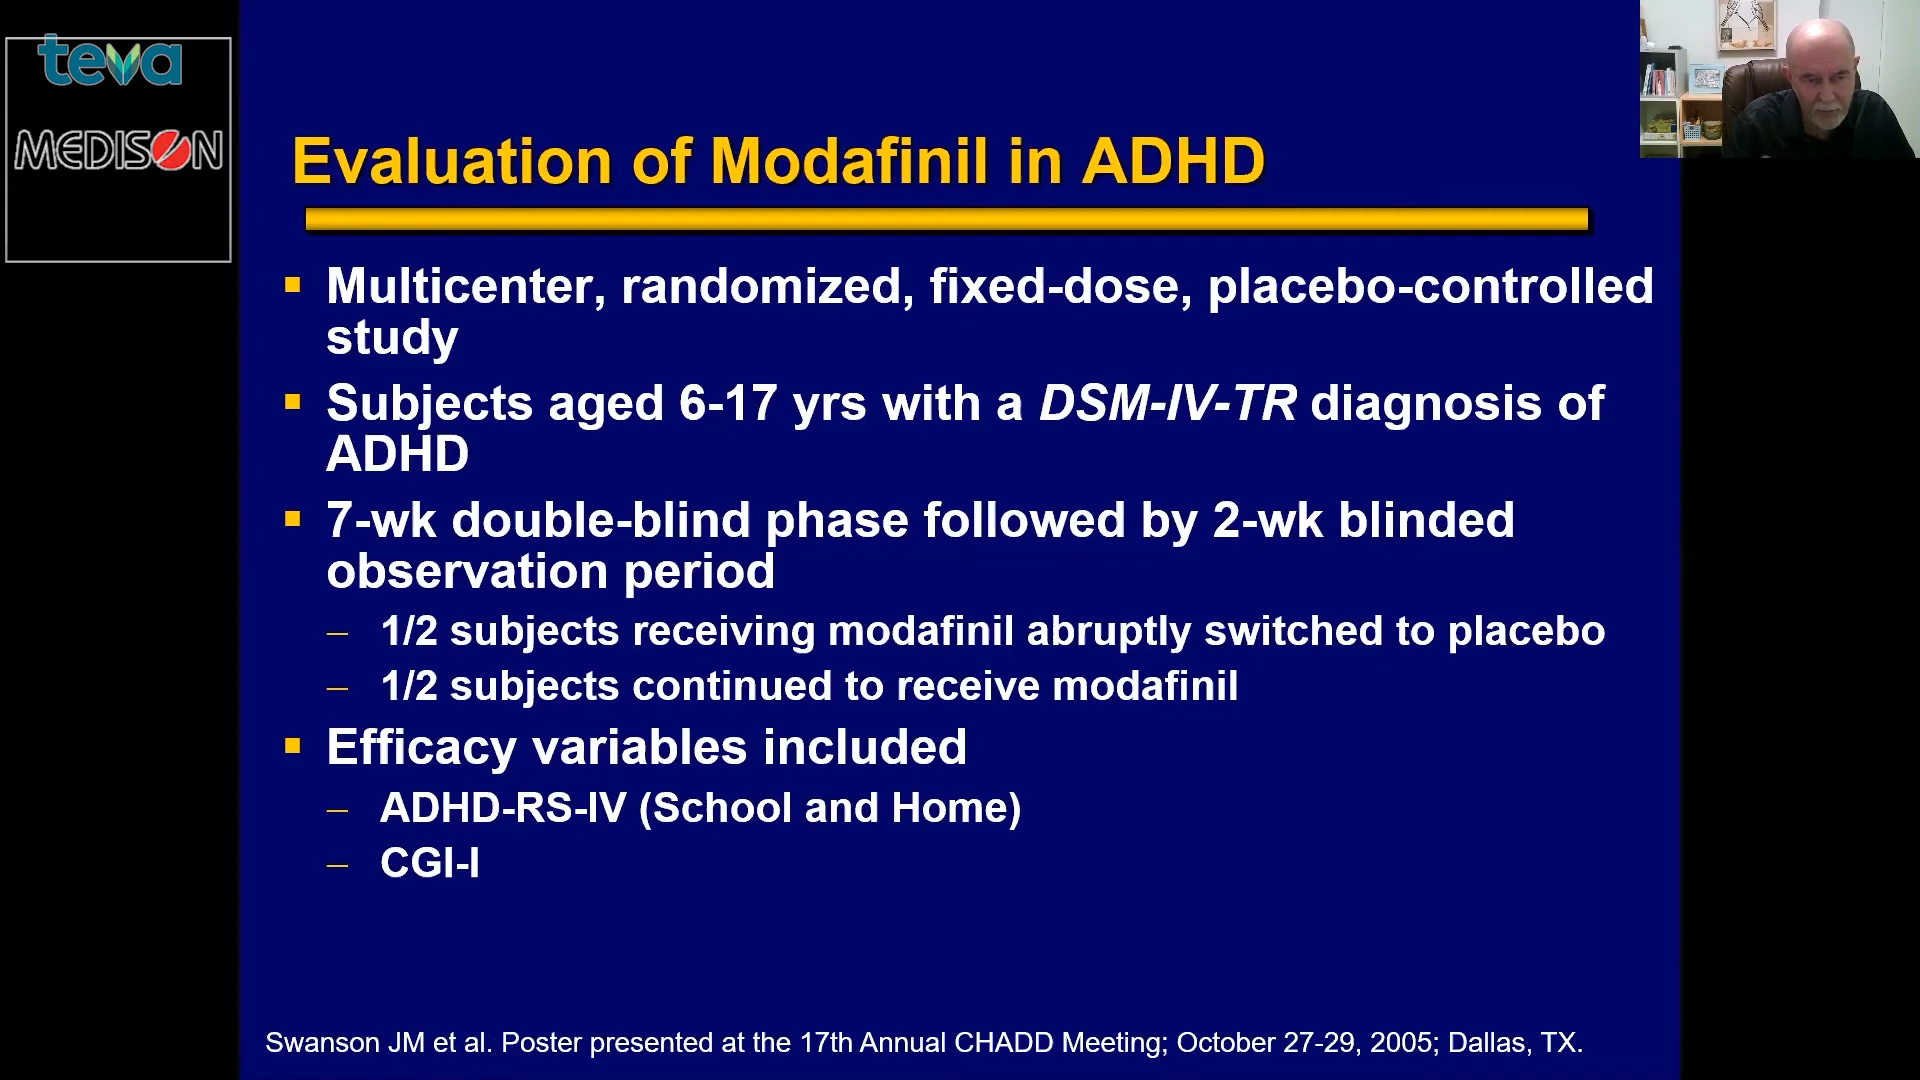 teva
MEDISON
Evaluation of Modafinil in ADHD
▪ Multicenter, randomized, fixed-dose, placebo-controlled
study
▪ Subjects aged 6-17 yrs with a DSM-IV-TR diagnosis of
ADHD
▪ 7-wk double-blind phase followed by 2-wk blinded
observation period
– 1/2 subjects receiving modafinil abruptly switched to placebo
– 1/2 subjects continued to receive modafinil
▪ Efficacy variables included
– ADHD-RS-IV (School and Home)
– CGI-I
Swanson JM et al. Poster presented at the 17th Annual CHADD Meeting; October 27-29, 2005; Dallas, TX.